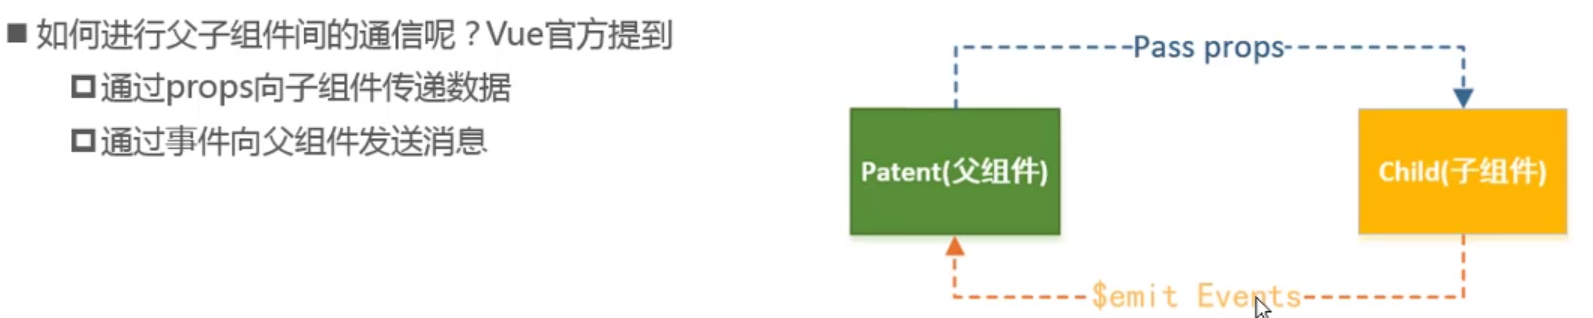 如何进行父子组件间的通信呢？Vue官方提到
通过props向子组件传递数据
通过事件向父组件发送消息
Pass props
Patent(父组件)
Child(子组件)
$emit Events